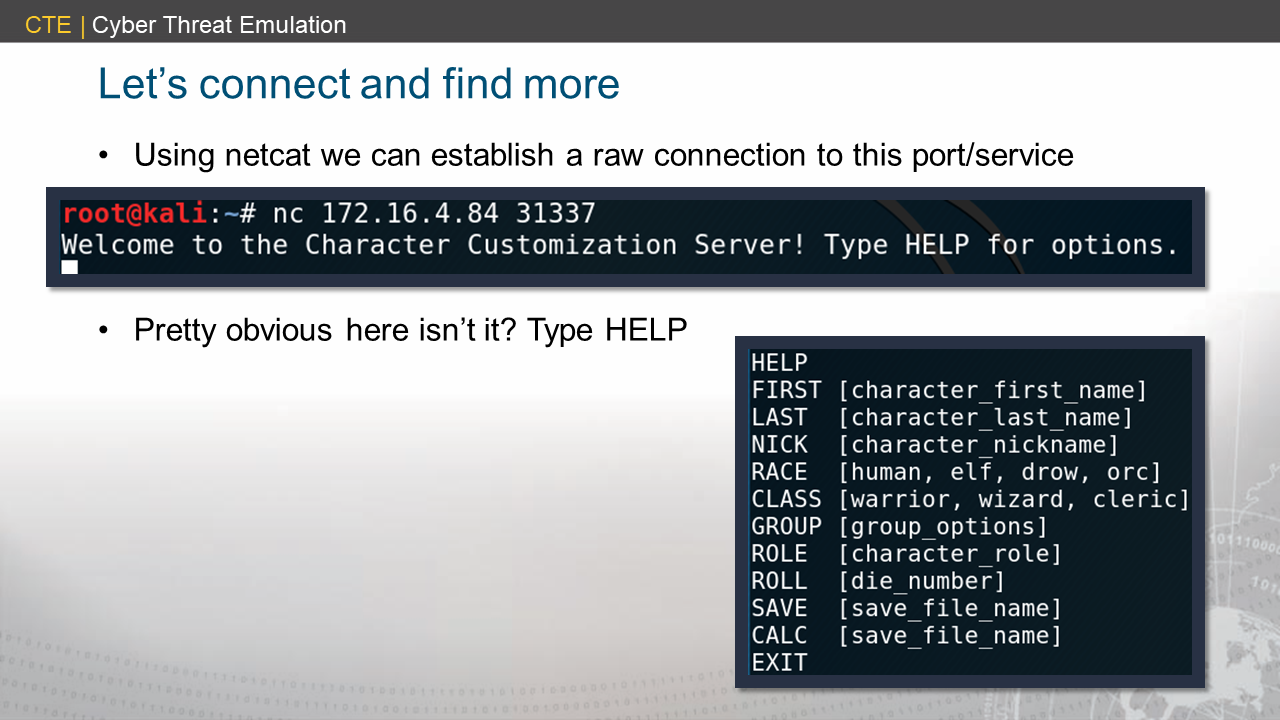 CTE | Cyber Threat Emulation
Let’s connect and find more
• Using netcat we can establish a raw connection to this port/service
root@kali:~# nc 172.16.4.84 31337
Welcome to the Character Customization Server! Type HELP for options.
• Pretty obvious here isn’t it? Type HELP
HELP
FIRST [character_first_name]
LAST [character_last_name]
NICK [character_nickname]
RACE [human, elf, drow, orc]
CLASS [warrior, wizard, cleric]
GROUP [group_options]
ROLE [character_role]
ROLL [die_number]
SAVE [save_file_name]
CALC [save_file_name]
EXIT